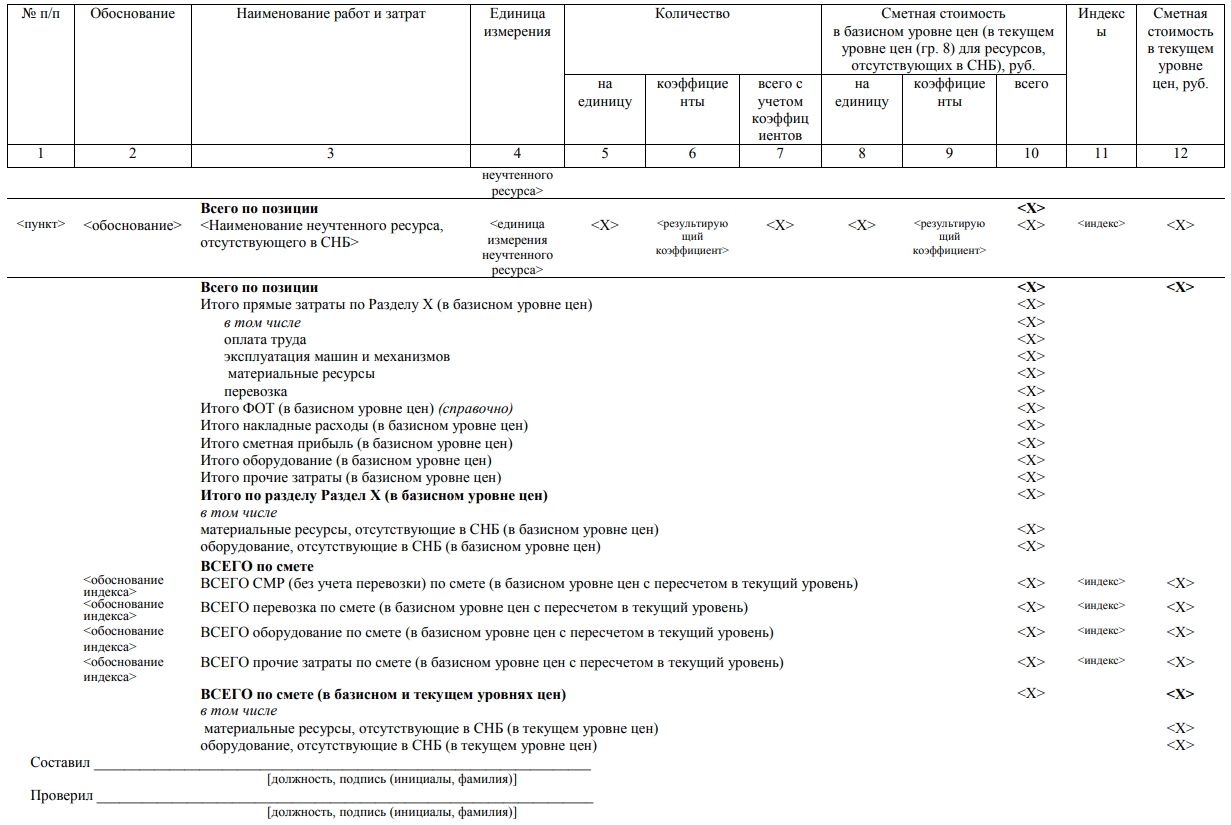 № п/п Обоснование Наименование работ и затрат Единица измерения Количество Сметная стоимость в базисном уровне цен (в текущем уровне цен (гр. 8) для ресурсов, отсутствующих в СНБ), руб. Индекс ы Сметная стоимость в текущем уровне цен, руб.
на единицу коэффицие нты всего с учетом коэффиц иентов на единицу коэффицие нты всего
1 2 3 4 5 6 7 8 9 10 11 12
неучтенного
ресурса>
Всего по позиции <X>
<пункт> <обоснование> <Наименование неучтенного ресурса, отсутствующего в СНБ> <единица измерения неучтенного ресурса> <X> <результирую щий коэффициент> <X> <X> <результирую щий коэффициент> <X> <индекс> <X>
Всего по позиции <X> <X>
Итого прямые затраты по Разделу X (в базисном уровне цен) <X>
в том числе <X>
оплата труда <X>
эксплуатация машин и механизмов <X>
материальные ресурсы <X>
перевозка <X>
Итого ФОТ (в базисном уровне цен) (справочно) <X>
Итого накладные расходы (в базисном уровне цен) <X>
Итого сметная прибыль (в базисном уровне цен) <X>
Итого оборудование (в базисном уровне цен) <X>
Итого прочие затраты (в базисном уровне цен) <X>
Итого по разделу Раздел X (в базисном уровне цен) <X>
в том числе
материальные ресурсы, отсутствующие в СНБ (в базисном уровне цен) <X>
оборудование, отсутствующие в СНБ (в базисном уровне цен) <X>
ВСЕГО по смете
<обоснование индекса> ВСЕГО СМР (без учета перевозки) по смете (в базисном уровне цен с пересчетом в текущий уровень) <X> <индекс> <X>
<обоснование индекса> ВСЕГО перевозка по смете (в базисном уровне цен с пересчетом в текущий уровень) <X> <индекс> <X>
<обоснование индекса> ВСЕГО оборудование по смете (в базисном уровне цен с пересчетом в текущий уровень) <X> <индекс> <X>
<обоснование индекса> ВСЕГО прочие затраты по смете (в базисном уровне цен с пересчетом в текущий уровень) <X> <индекс> <X>
ВСЕГО по смете (в базисном и текущем уровнях цен) <X> <X>
в том числе
материальные ресурсы, отсутствующие в СНБ (в текущем уровне цен) <X>
оборудование, отсутствующие в СНБ (в текущем уровне цен) <X>
Составил
[должность, подпись (инициалы, фамилия)]
Проверил
[должность, подпись (инициалы, фамилия)]